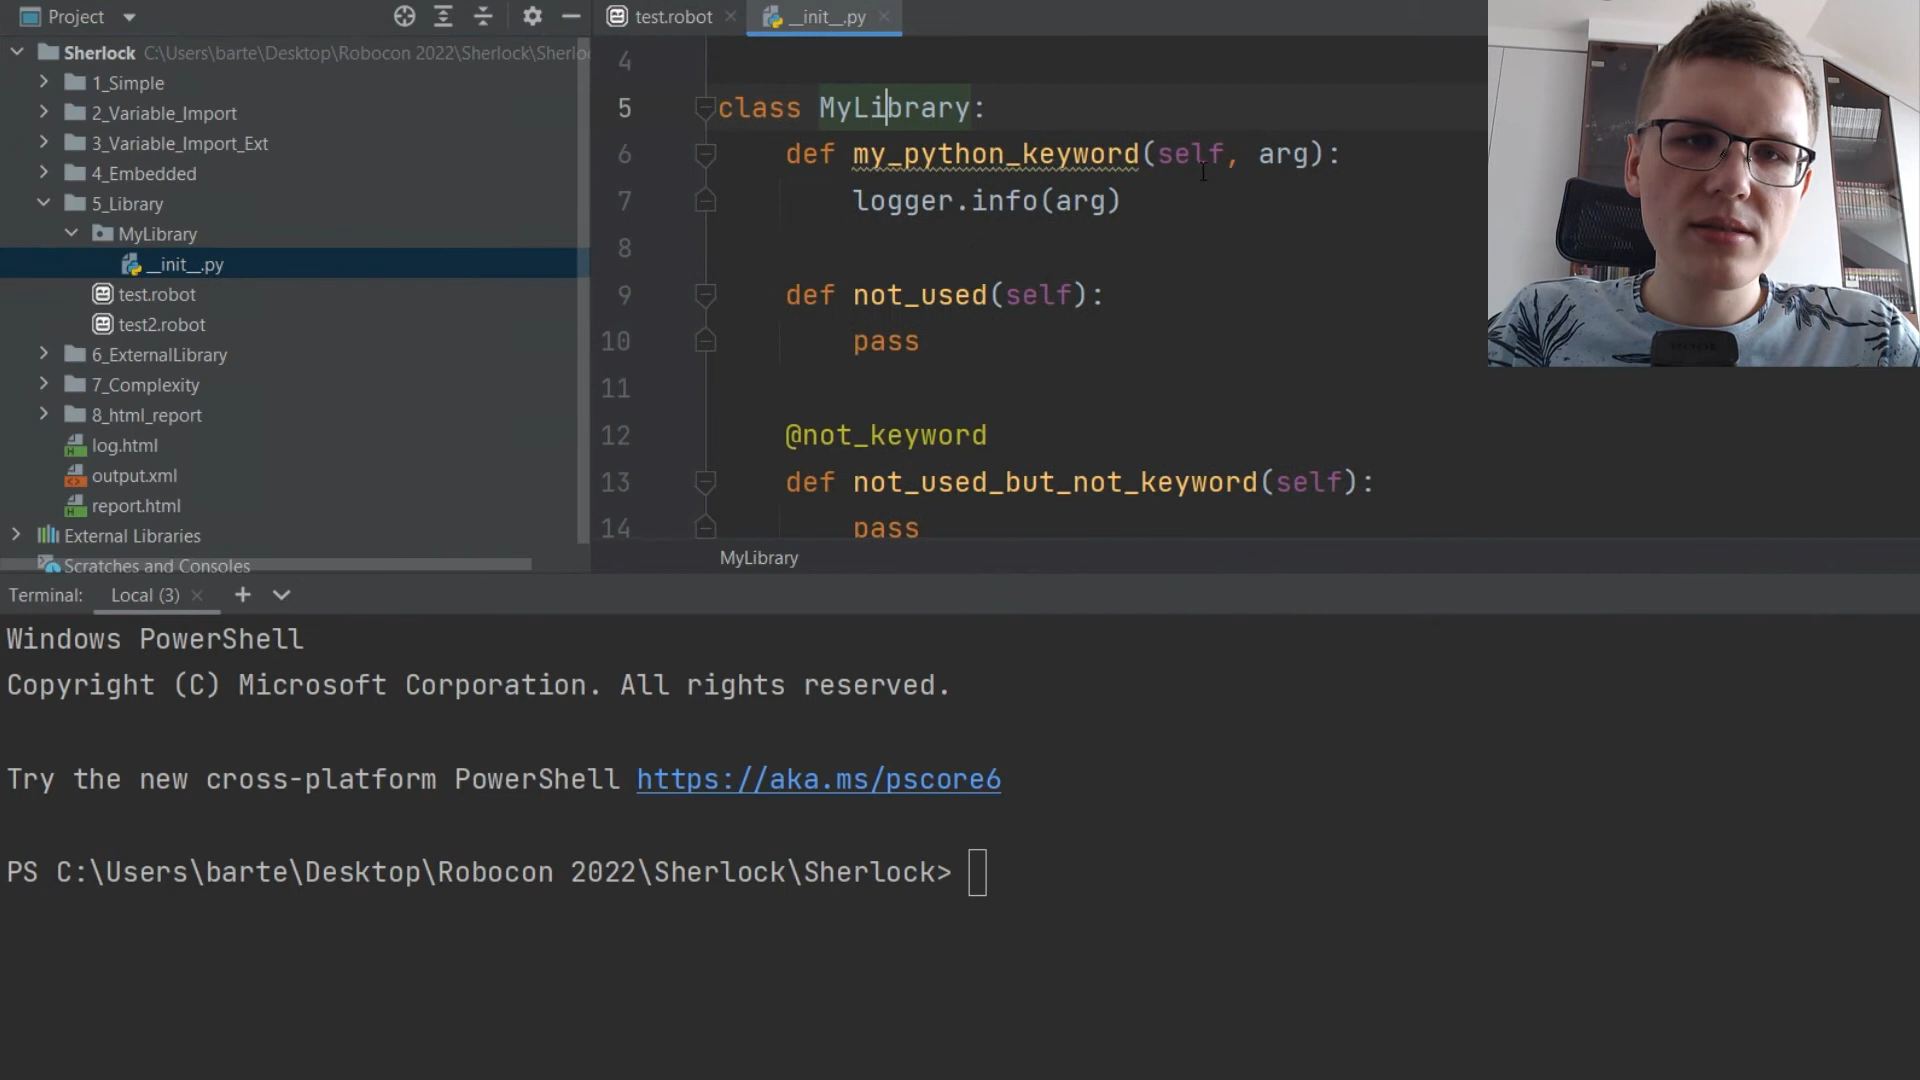 Project
test.robot
__init__.py
Sherlock C:\Users\barte\Desktop\Robocon 2022\Sherlock\Sherlo
1_Simple
2_Variable_Import
3_Variable_Import_Ext
4_Embedded
5_Library
MyLibrary
__init__.py
test.robot
test2.robot
6_ExternalLibrary
7_Complexity
8_html_report
log.html
output.xml
report.html
External Libraries
Scratches and Consoles
4
5 class MyLibrary:
6 def my_python_keyword(self, arg):
7 logger.info(arg)
8
9 def not_used(self):
10 pass
11
12 @not_keyword
13 def not_used_but_not_keyword(self):
14 pass
MyLibrary
Terminal: Local (3)
Windows PowerShell
Copyright (C) Microsoft Corporation. All rights reserved.
Try the new cross-platform PowerShell https://aka.ms/pscore6
PS C:\Users\barte\Desktop\Robocon 2022\Sherlock\Sherlock>